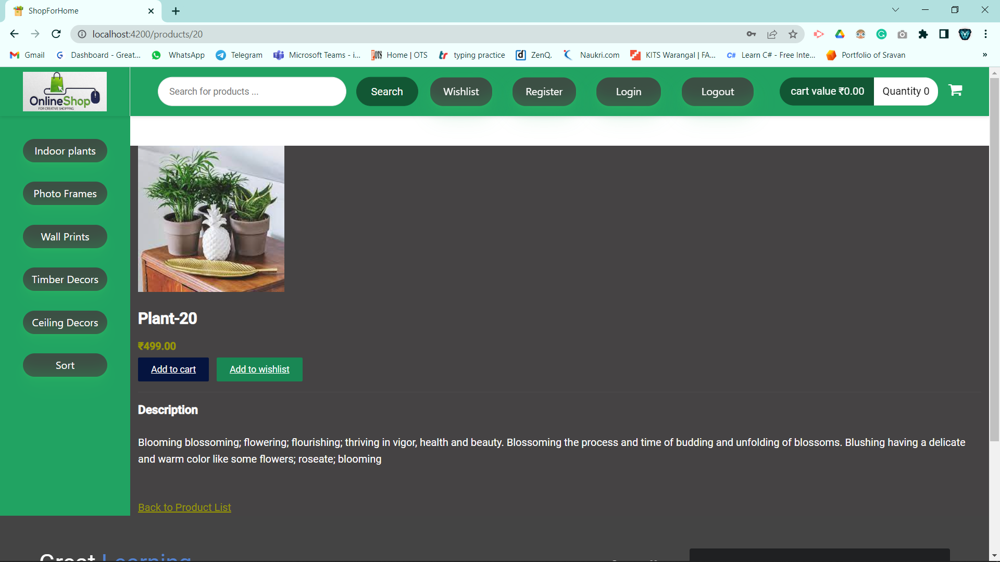 ShopForHome
localhost:4200/products/20
Gmail
Dashboard - Great...
WhatsApp
Telegram
Microsoft Teams - i...
OTS Home | OTS
tr typing practice
d ZenQ.
Naukri.com
KITS Warangal | FA...
C# Learn C# - Free Inte...
Portfolio of Sravan
»
OnlineShop
FOR CREATIVE SHOPPING
Search for products ...
Search
Wishlist
Register
Login
Logout
cart value ₹0.00
Quantity 0
Indoor plants
Photo Frames
Wall Prints
Timber Decors
Ceiling Decors
Sort
Plant-20
₹499.00
Add to cart
Add to wishlist
Description
Blooming blossoming; flowering; flourishing; thriving in vigor, health and beauty. Blossoming the process and time of budding and unfolding of blossoms. Blushing having a delicate
and warm color like some flowers; roseate; blooming
Back to Product List
Great Learning